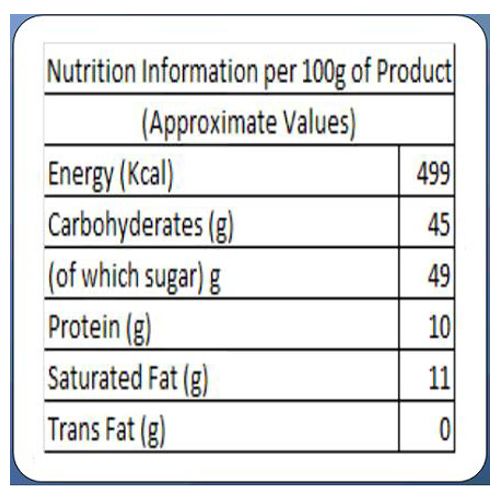 Nutrition Information per 100g of Product
(Approximate Values)
Energy (Kcal) 499
Carbohyderates (g) 45
(of which sugar) g 49
Protein (g) 10
Saturated Fat (g) 11
Trans Fat (g) 0